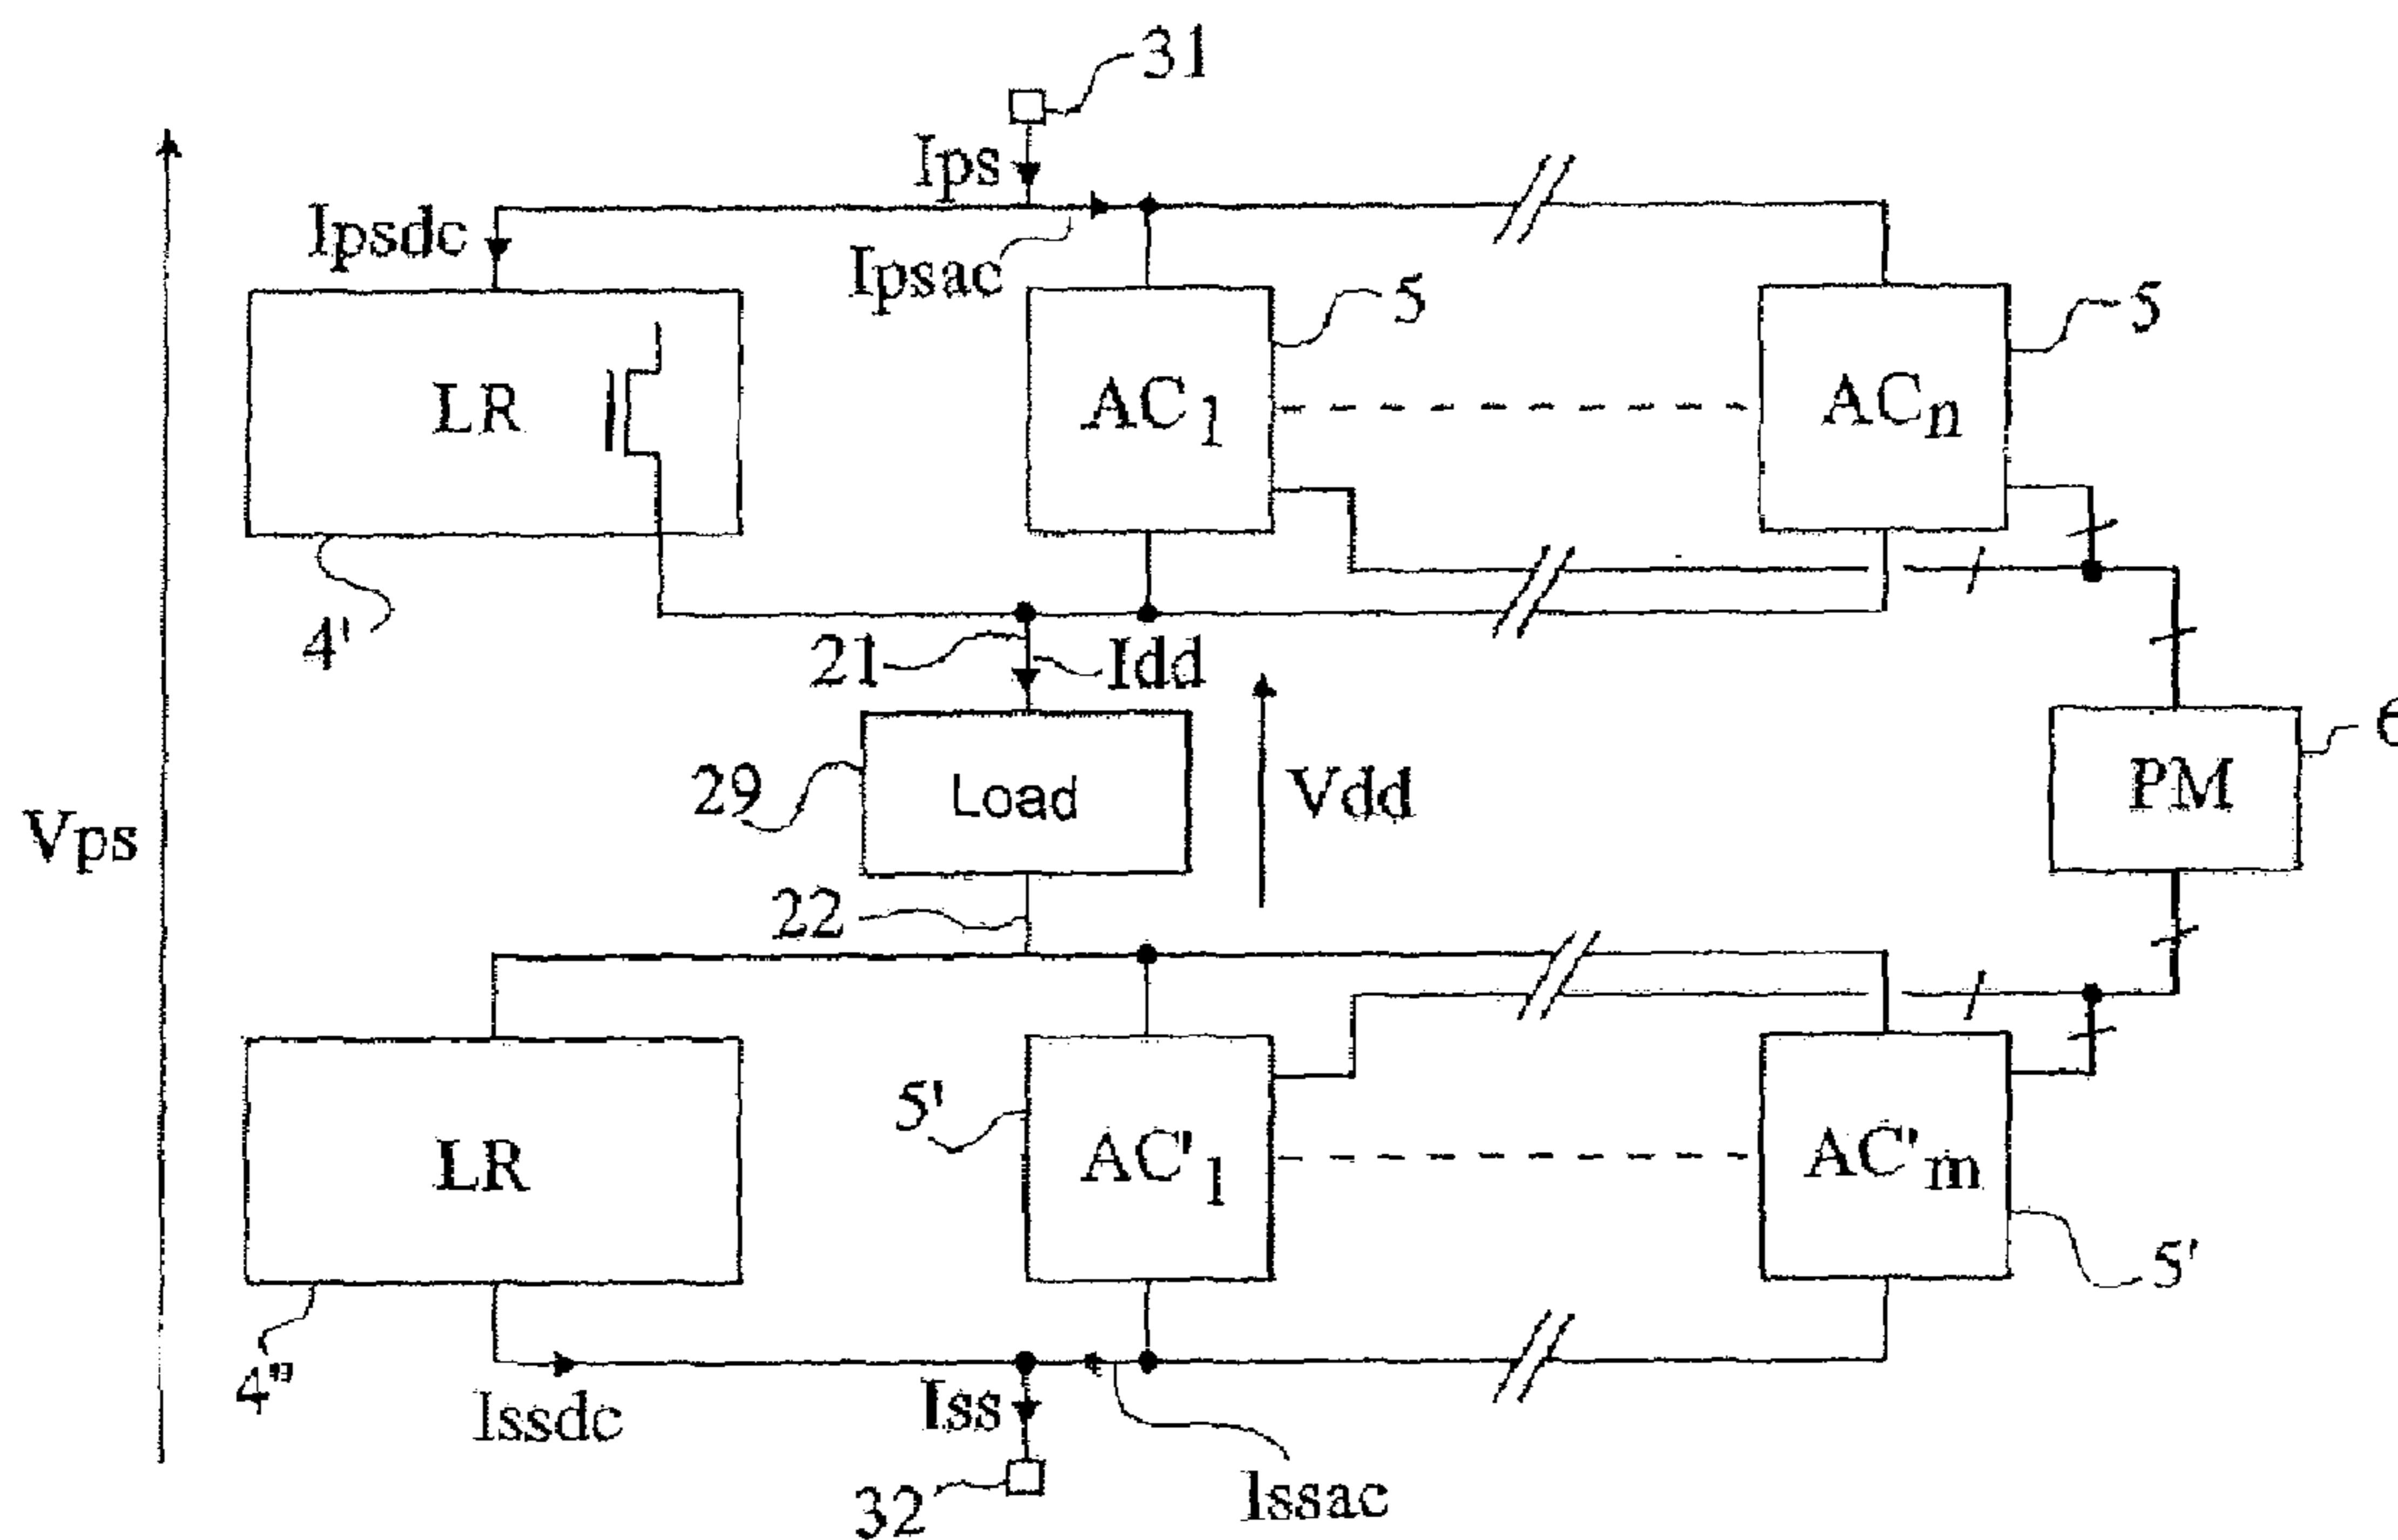 31
Ips
Ipsdc
Ipsac
5
5
LR
AC1
ACn
4'
21
Idd
29
Load
Vdd
PM
6
Vps
22
5'
LR
AC'1
AC'm
5'
4"
Issdc
Iss
32
Issac